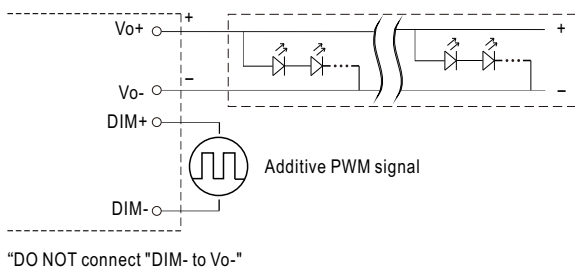 Vo+ + +
– –
Vo-
DIM+
Additive PWM signal
DIM-
“DO NOT connect "DIM- to Vo-"